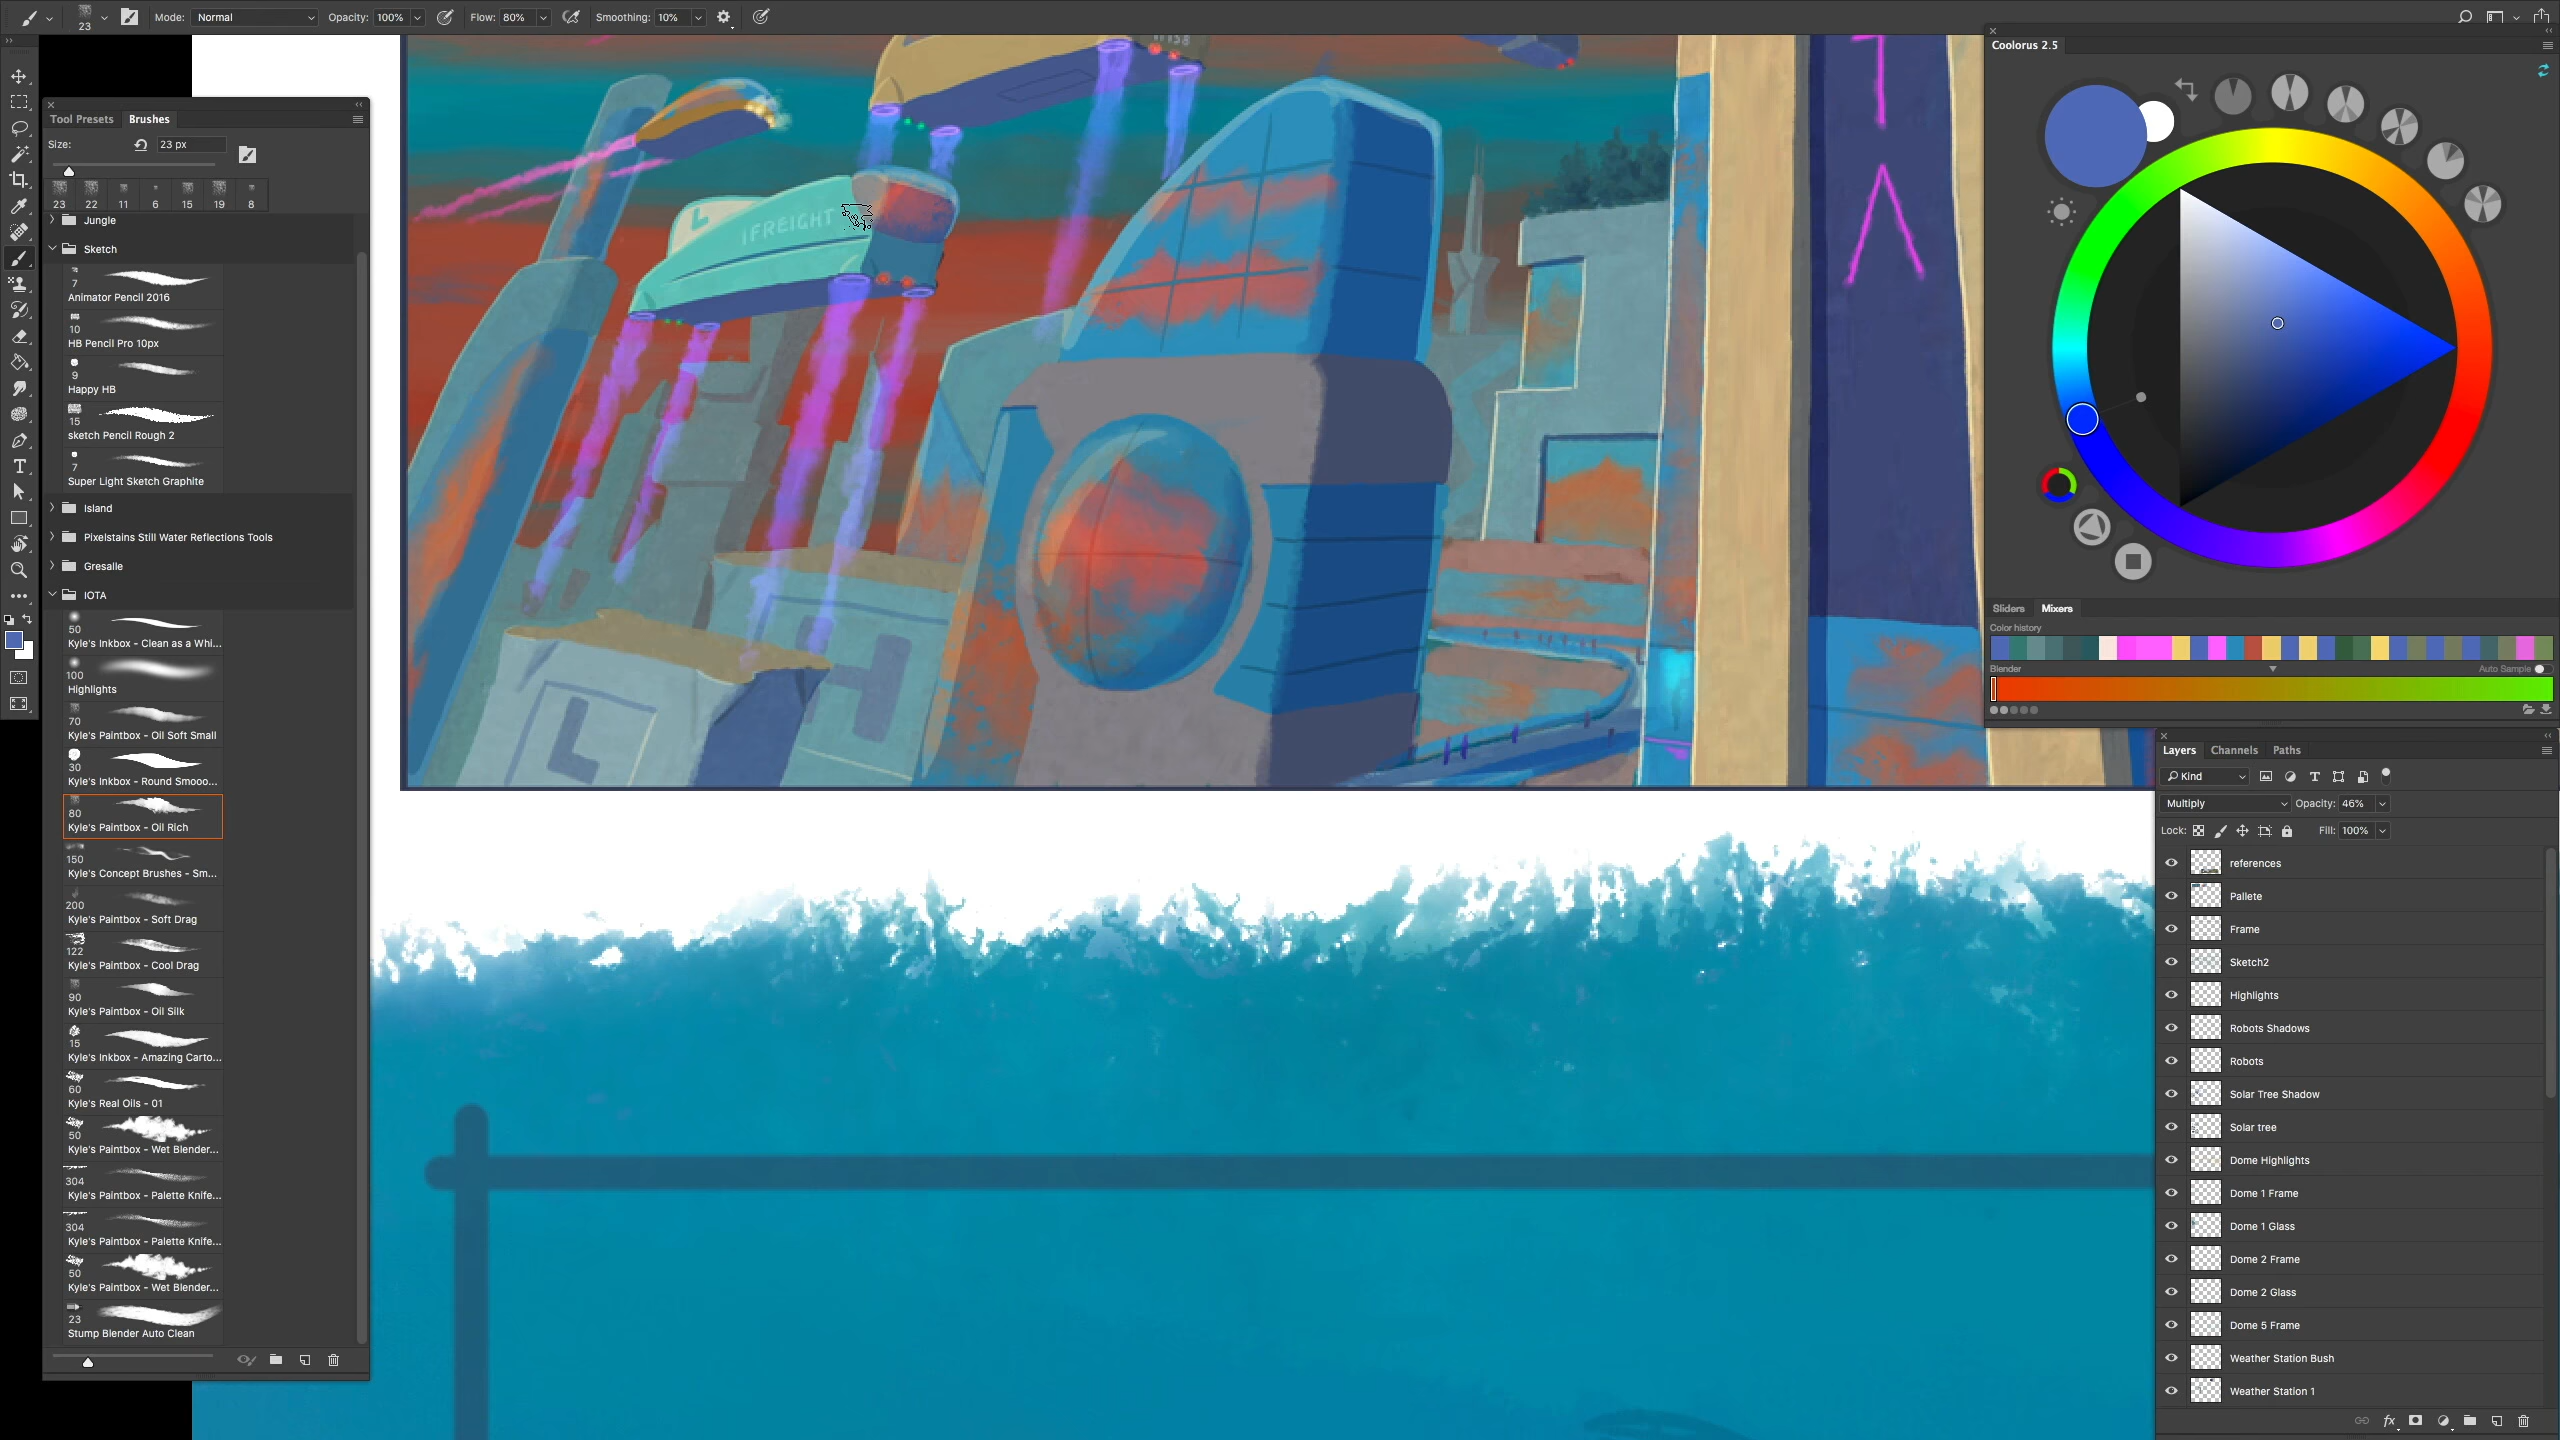 23
Mode: Normal
Opacity: 100%
Flow: 80%
Smoothing: 10%
Tool Presets
Brushes
Size:
23 px
23 22 11 6 15 19 8
Jungle
Sketch
7
Animator Pencil 2016
10
HB Pencil Pro 10px
9
Happy HB
15
sketch Pencil Rough 2
7
Super Light Sketch Graphite
Island
Pixelstains Still Water Reflections Tools
Gresalle
IOTA
50
Kyle's Inkbox - Clean as a Whi...
100
Highlights
70
Kyle's Paintbox - Oil Soft Small
30
Kyle's Inkbox - Round Smooo...
80
Kyle's Paintbox - Oil Rich
150
Kyle's Concept Brushes - Sm...
200
Kyle's Paintbox - Soft Drag
122
Kyle's Paintbox - Cool Drag
90
Kyle's Paintbox - Oil Silk
15
Kyle's Inkbox - Amazing Carto...
60
Kyle's Real Oils - 01
50
Kyle's Paintbox - Wet Blender...
304
Kyle's Paintbox - Palette Knife...
304
Kyle's Paintbox - Palette Knife...
50
Kyle's Paintbox - Wet Blender...
23
Stump Blender Auto Clean
L
IFREIGHT
L
H
Coolorus 2.5
Sliders
Mixers
Color history
Blender
Auto Sample
Layers
Channels
Paths
Kind
Multiply
Opacity: 46%
Lock:
Fill: 100%
references
Pallete
Frame
Sketch2
Highlights
Robots Shadows
Robots
Solar Tree Shadow
Solar tree
Dome Highlights
Dome 1 Frame
Dome 1 Glass
Dome 2 Frame
Dome 2 Glass
Dome 5 Frame
Weather Station Bush
Weather Station 1
fx